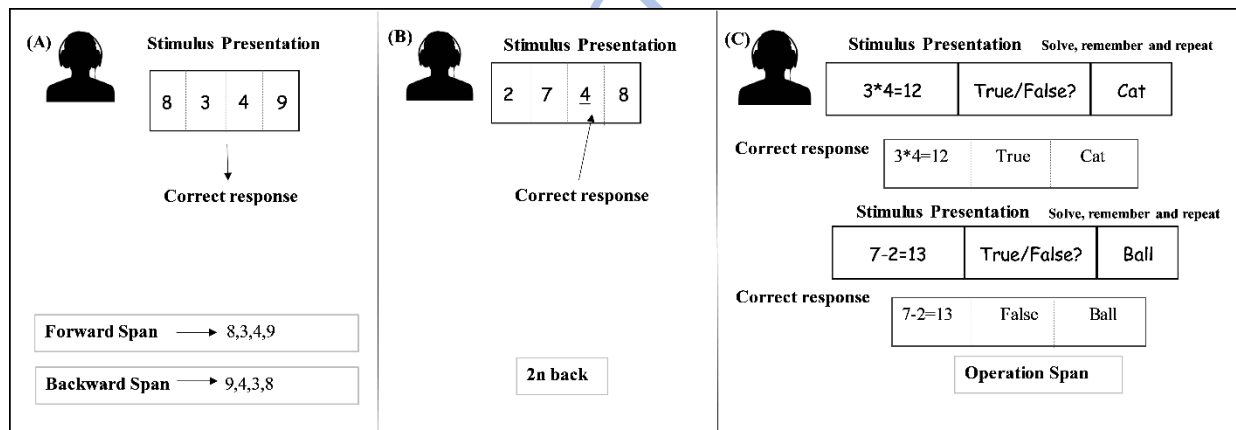 (A)
Stimulus Presentation
8 3 4 9
Correct response
Forward Span → 8,3,4,9
Backward Span → 9,4,3,8
(B)
Stimulus Presentation
2 7 4 8
Correct response
2n back
(C)
Stimulus Presentation Solve, remember and repeat
3*4=12 True/False? Cat
Correct response
3*4=12 True Cat
Stimulus Presentation Solve, remember and repeat
7-2=13 True/False? Ball
Correct response
7-2=13 False Ball
Operation Span